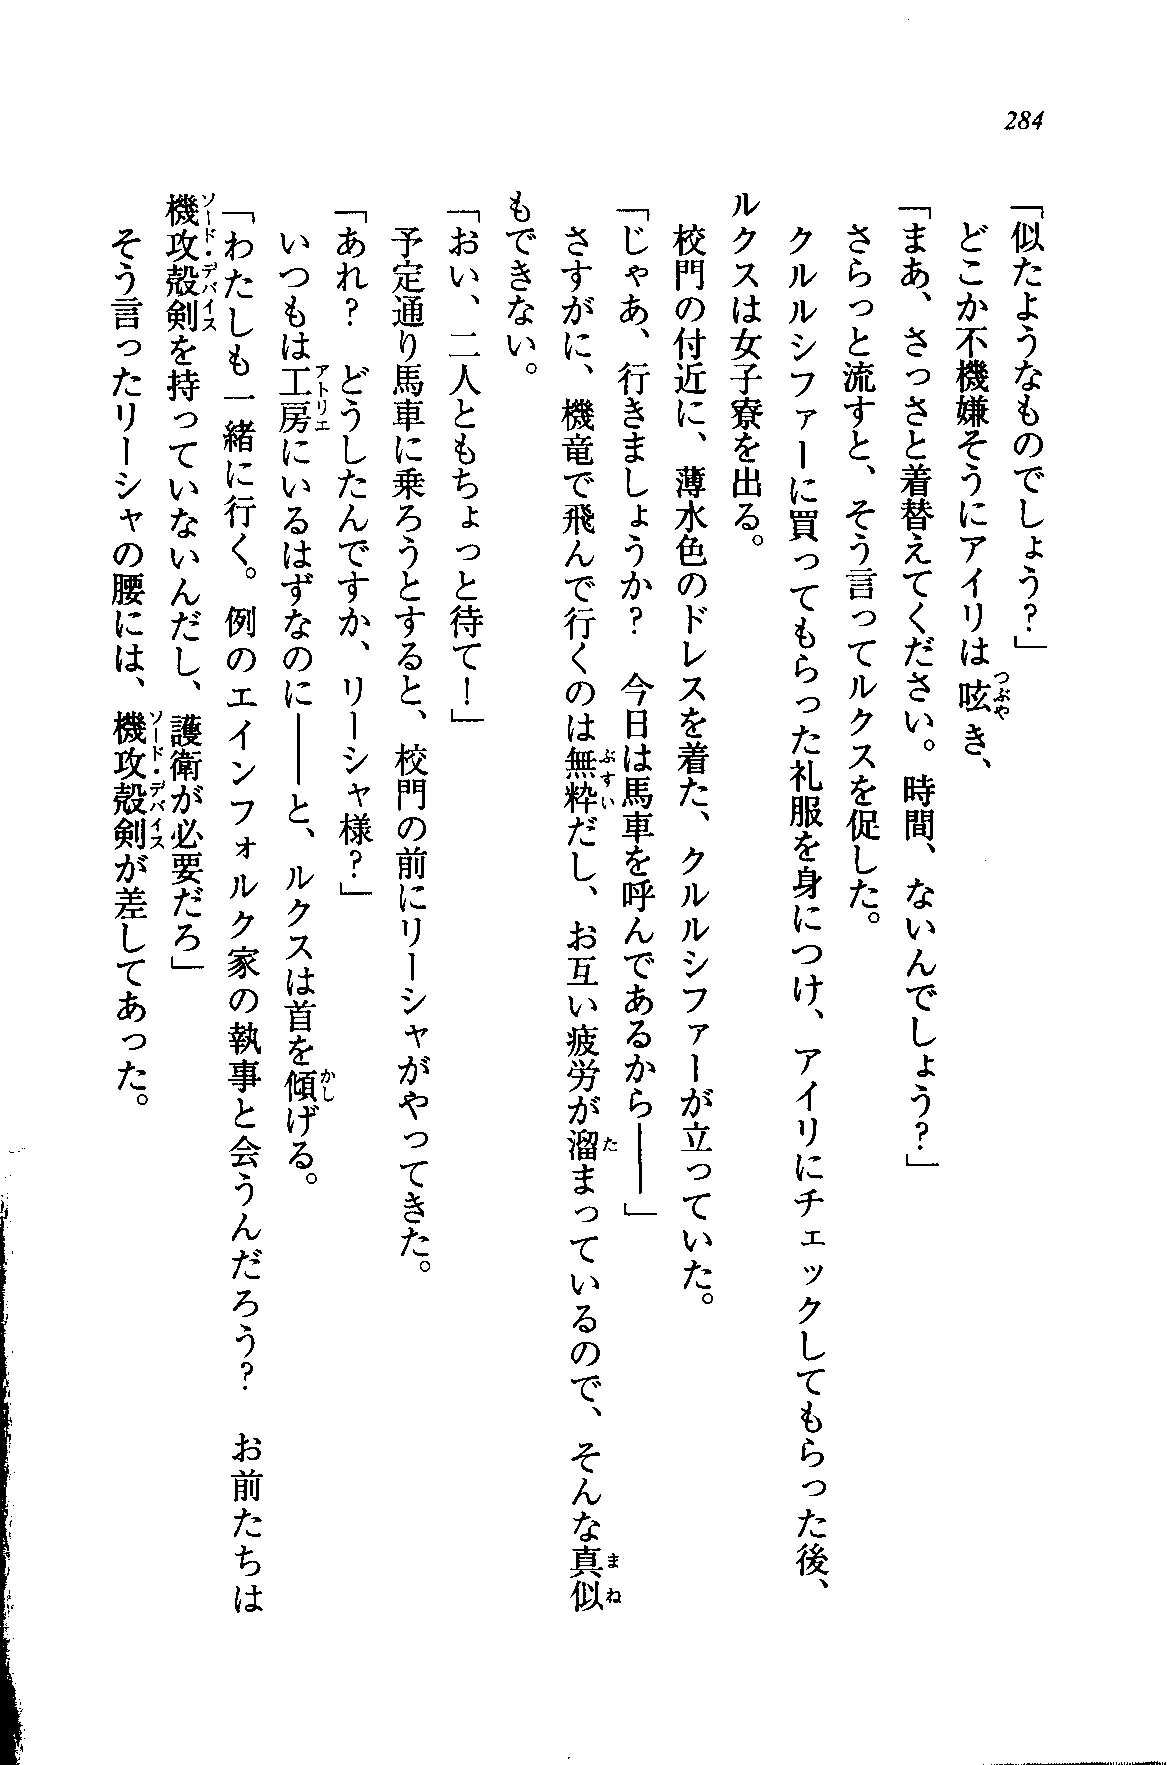 284
「似たようなものでしょう?」
どこか不機嫌そうにアイリは呟き、
「まあ、さっさと着替えてください。時間、ないんでしょう?」
さらっと流すと、そう言ってルクスを促した。
クルルシファーに買ってもらった礼服を身につけ、アイリにチェックしてもらった後、
ルクスは女子寮を出る。
校門の付近に、薄水色のドレスを着た、クルルシファーが立っていた。
「じゃあ、行きましょうか? 今日は馬車を呼んであるから――」
さすがに、機竜で飛んで行くのは無粋だし、お互い疲労が溜まっているので、そんな真似
もできない。
「おい、二人ともちょっと待て!」
予定通り馬車に乗ろうとすると、校門の前にリーシャがやってきた。
「あれ? どうしたんですか、リーシャ様?」
いつもは工房にいるはずなのに――と、ルクスは首を傾げる。
「わたしも一緒に行く。例のエインフォルク家の執事と会うんだろう? お前たちは
機攻殻剣を持っていないんだし、護衛が必要だろ」
そう言ったリーシャの腰には、機攻殻剣が差してあった。